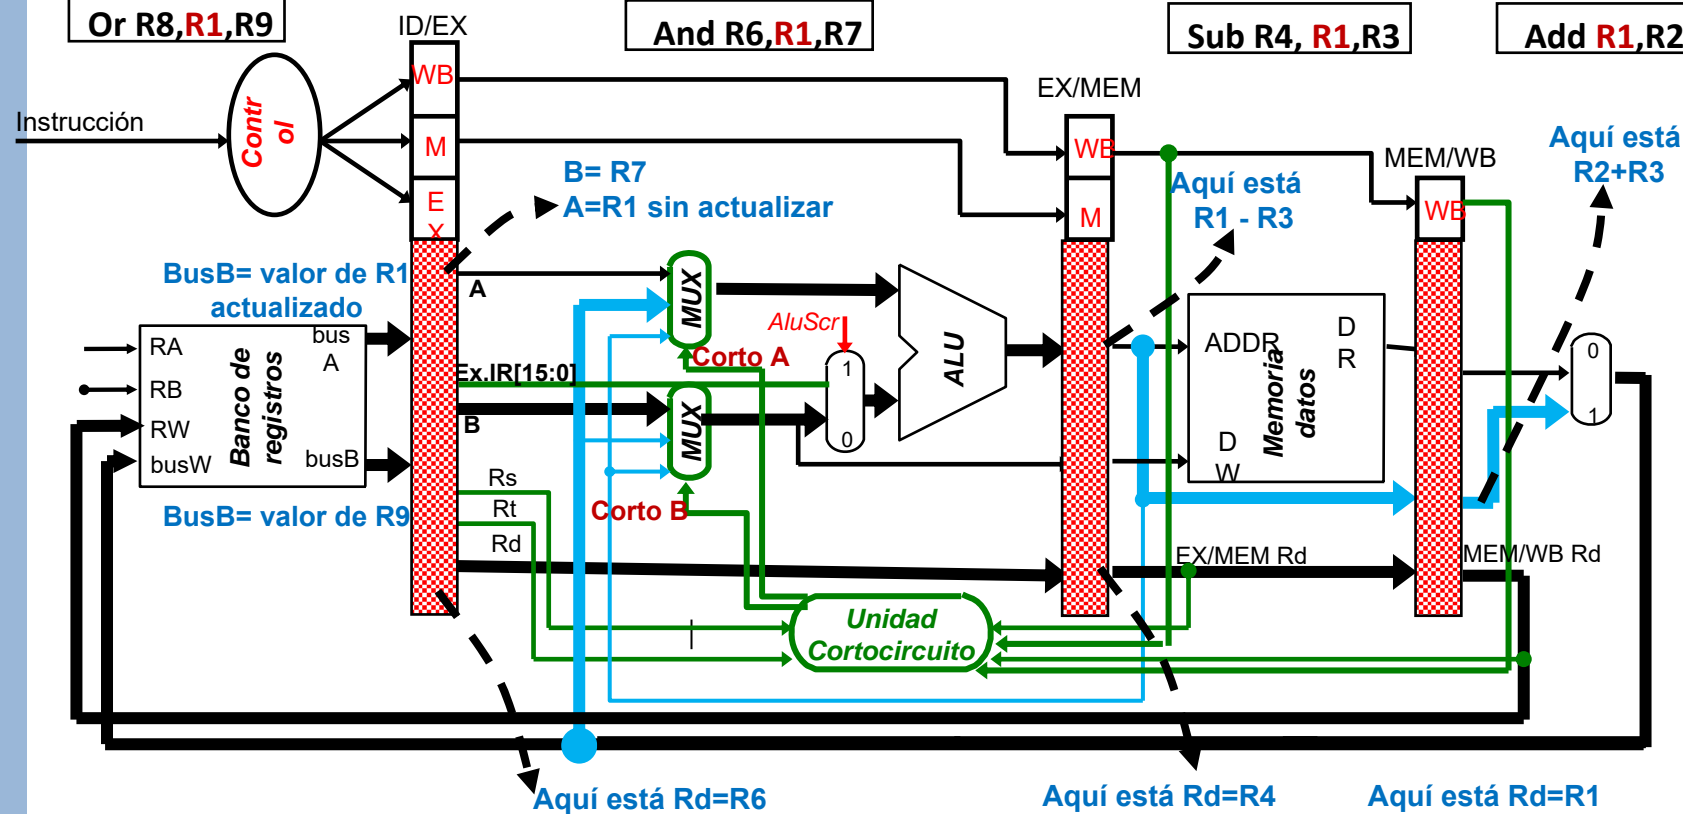 Or R8,R1,R9
ID/EX
And R6,R1,R7
Sub R4, R1,R3
Add R1,R2
WB
EX/MEM
Instrucción
Contr
ol
M
WB
MEM/WB
Aquí está
R2+R3
B= R7
A=R1 sin actualizar
E
X
Aquí está
R1 - R3
M
WB
BusB= valor de R1
actualizado
A
MUX
AluScr
ALU
bus
A
RA
RB
RW
busW
Banco de
registros
busB
Corto A
Ex.IR[15:0]
1
0
B
MUX
ADDR
D
R
Memoria
datos
D
W
0
1
BusB= valor de R9
Rs
Rt
Rd
Corto B
EX/MEM Rd
MEM/WB Rd
Unidad
Cortocircuito
Aquí está Rd=R6
Aquí está Rd=R4
Aquí está Rd=R1